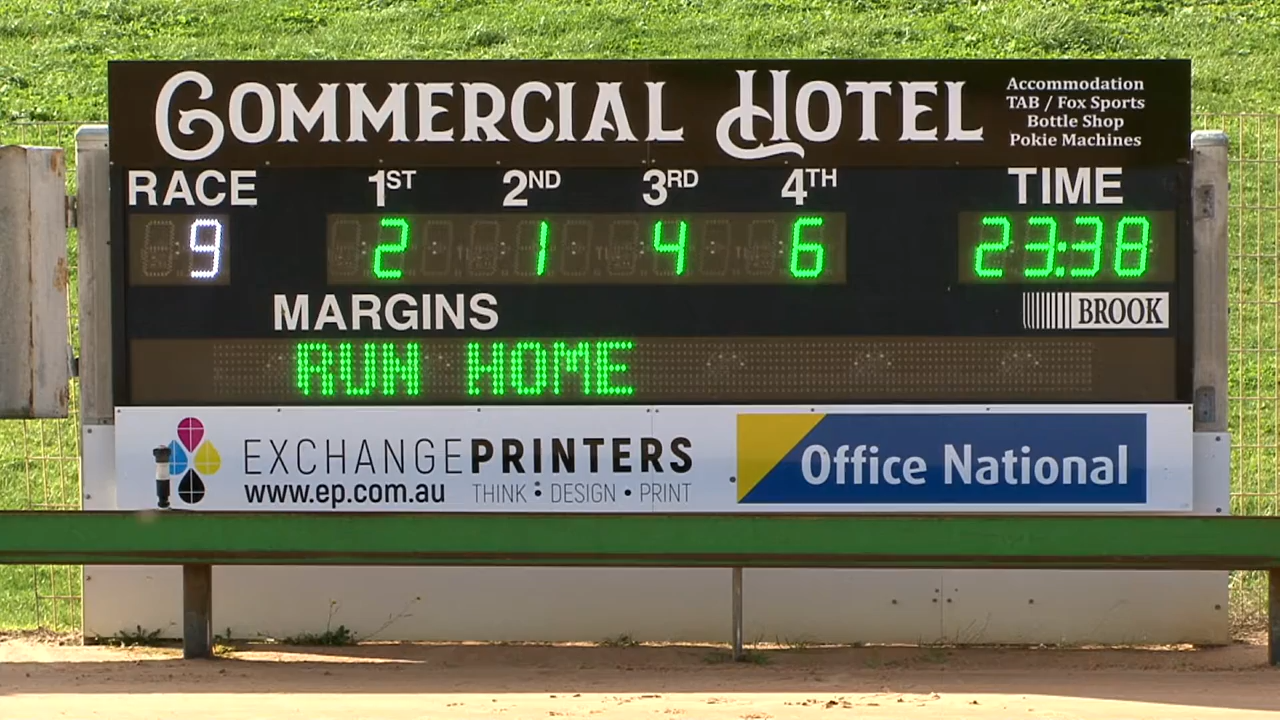 COMMERCIAL HOTEL
Accommodation
TAB / Fox Sports
Bottle Shop
Pokie Machines
RACE 1ST 2ND 3RD 4TH TIME
9 2 1 4 6 23:38
MARGINS
BROOK
RUN HOME
EXCHANGEPRINTERS
www.ep.com.au THINK • DESIGN • PRINT
Office National